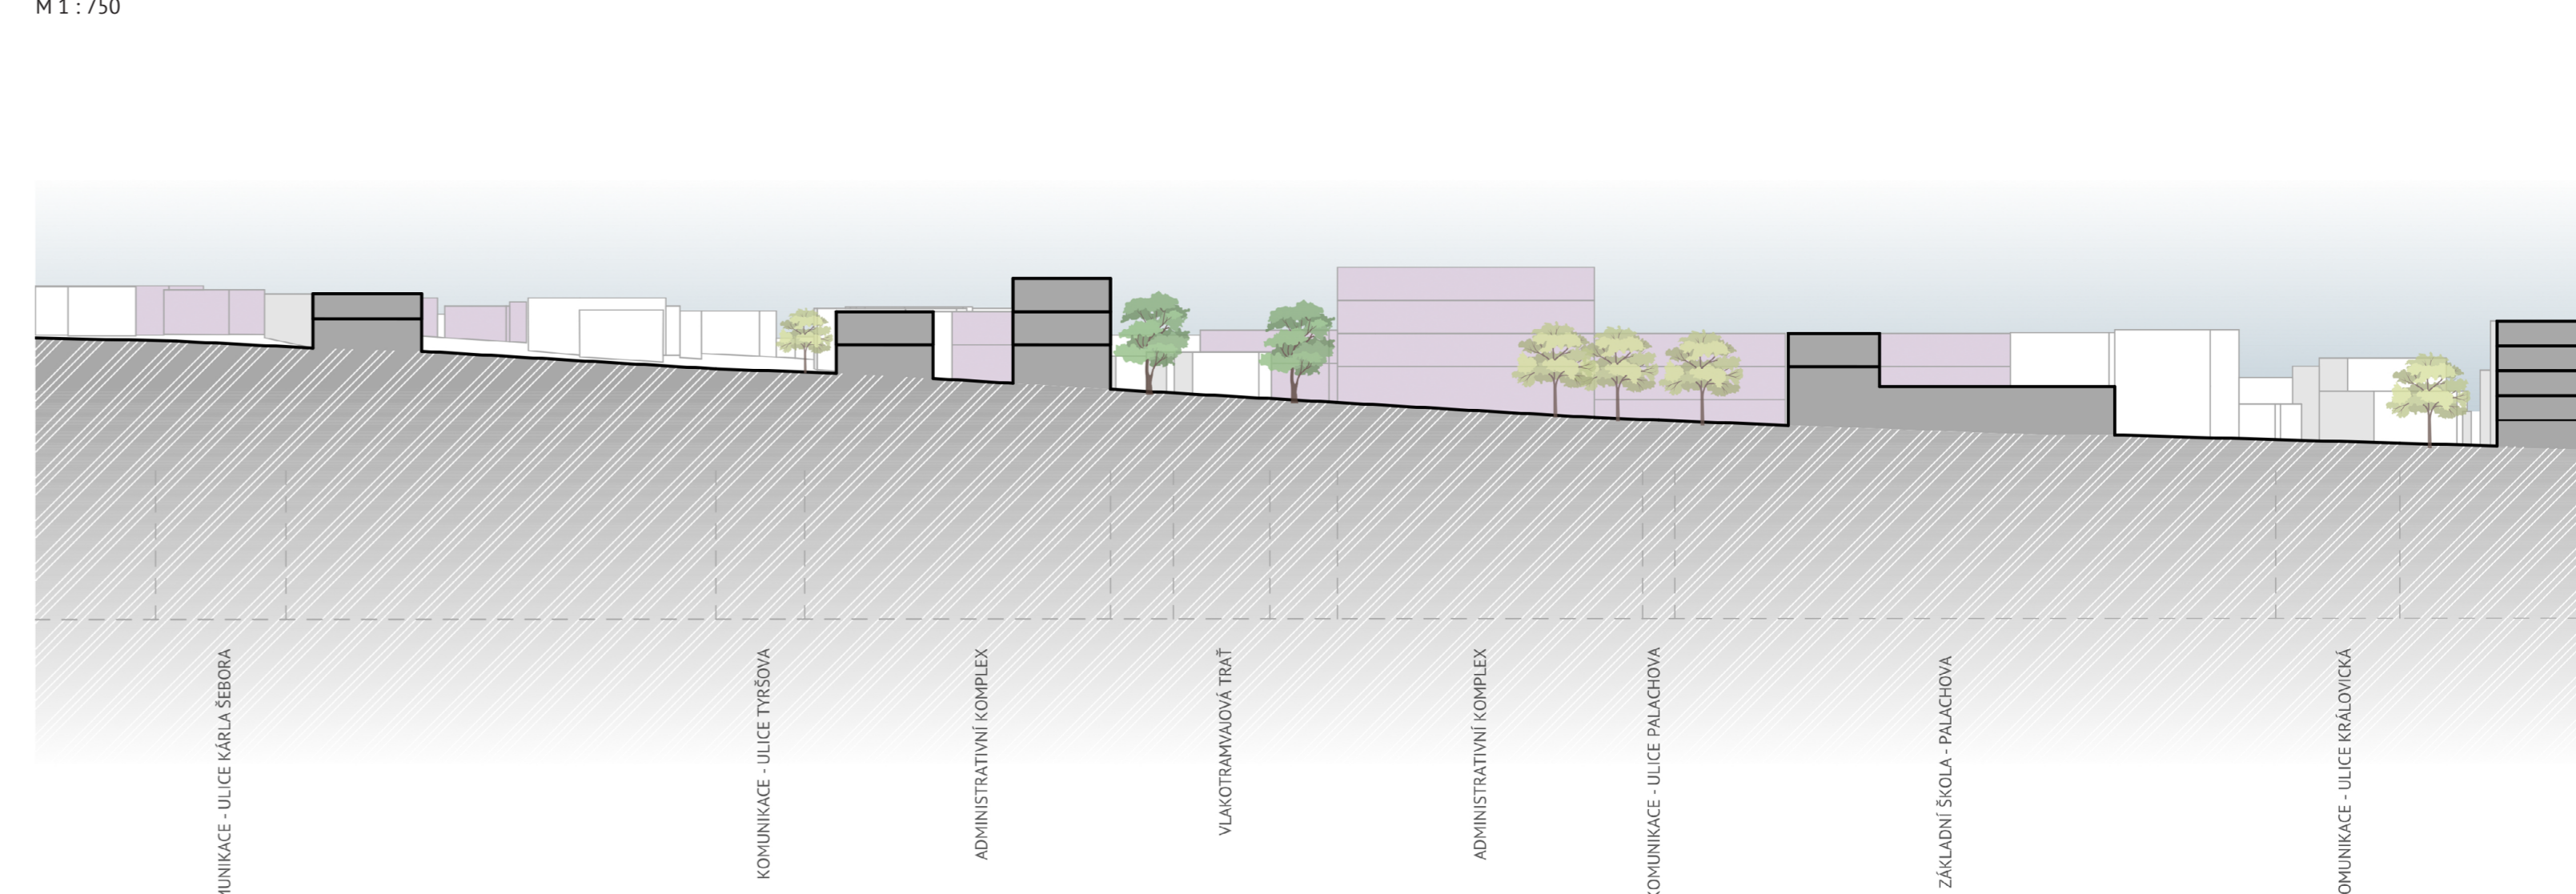 M 1 : 750
MUNIKACE - ULICE KÁRLA ŠEBORA
KOMUNIKACE - ULICE TYRŠOVA
ADMINISTRATIVNÍ KOMPLEX
VLAKOTRAMVAJOVÁ TRAŤ
ADMINISTRATIVNÍ KOMPLEX
KOMUNIKACE - ULICE PALACHOVA
ZÁKLADNÍ ŠKOLA - PALACHOVA
OMUNIKACE - ULICE KRÁLOVICKÁ